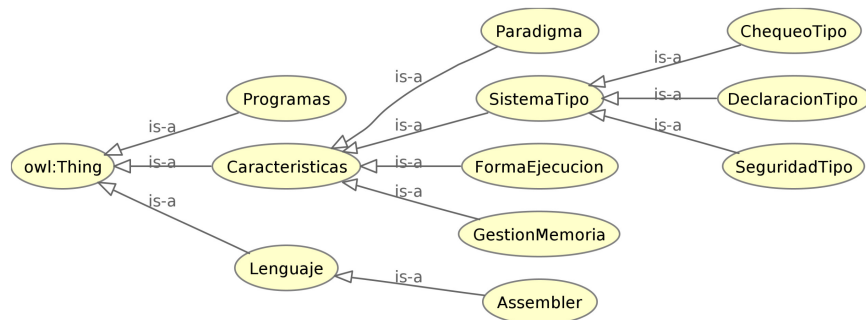 Paradigma
ChequeoTipo
is-a
is-a
Programas
SistemaTipo
is-a
DeclaracionTipo
is-a
is-a
is-a
owl:Thing
is-a
Caracteristicas
is-a
FormaEjecucion
SeguridadTipo
is-a
is-a
GestionMemoria
Lenguaje
is-a
Assembler